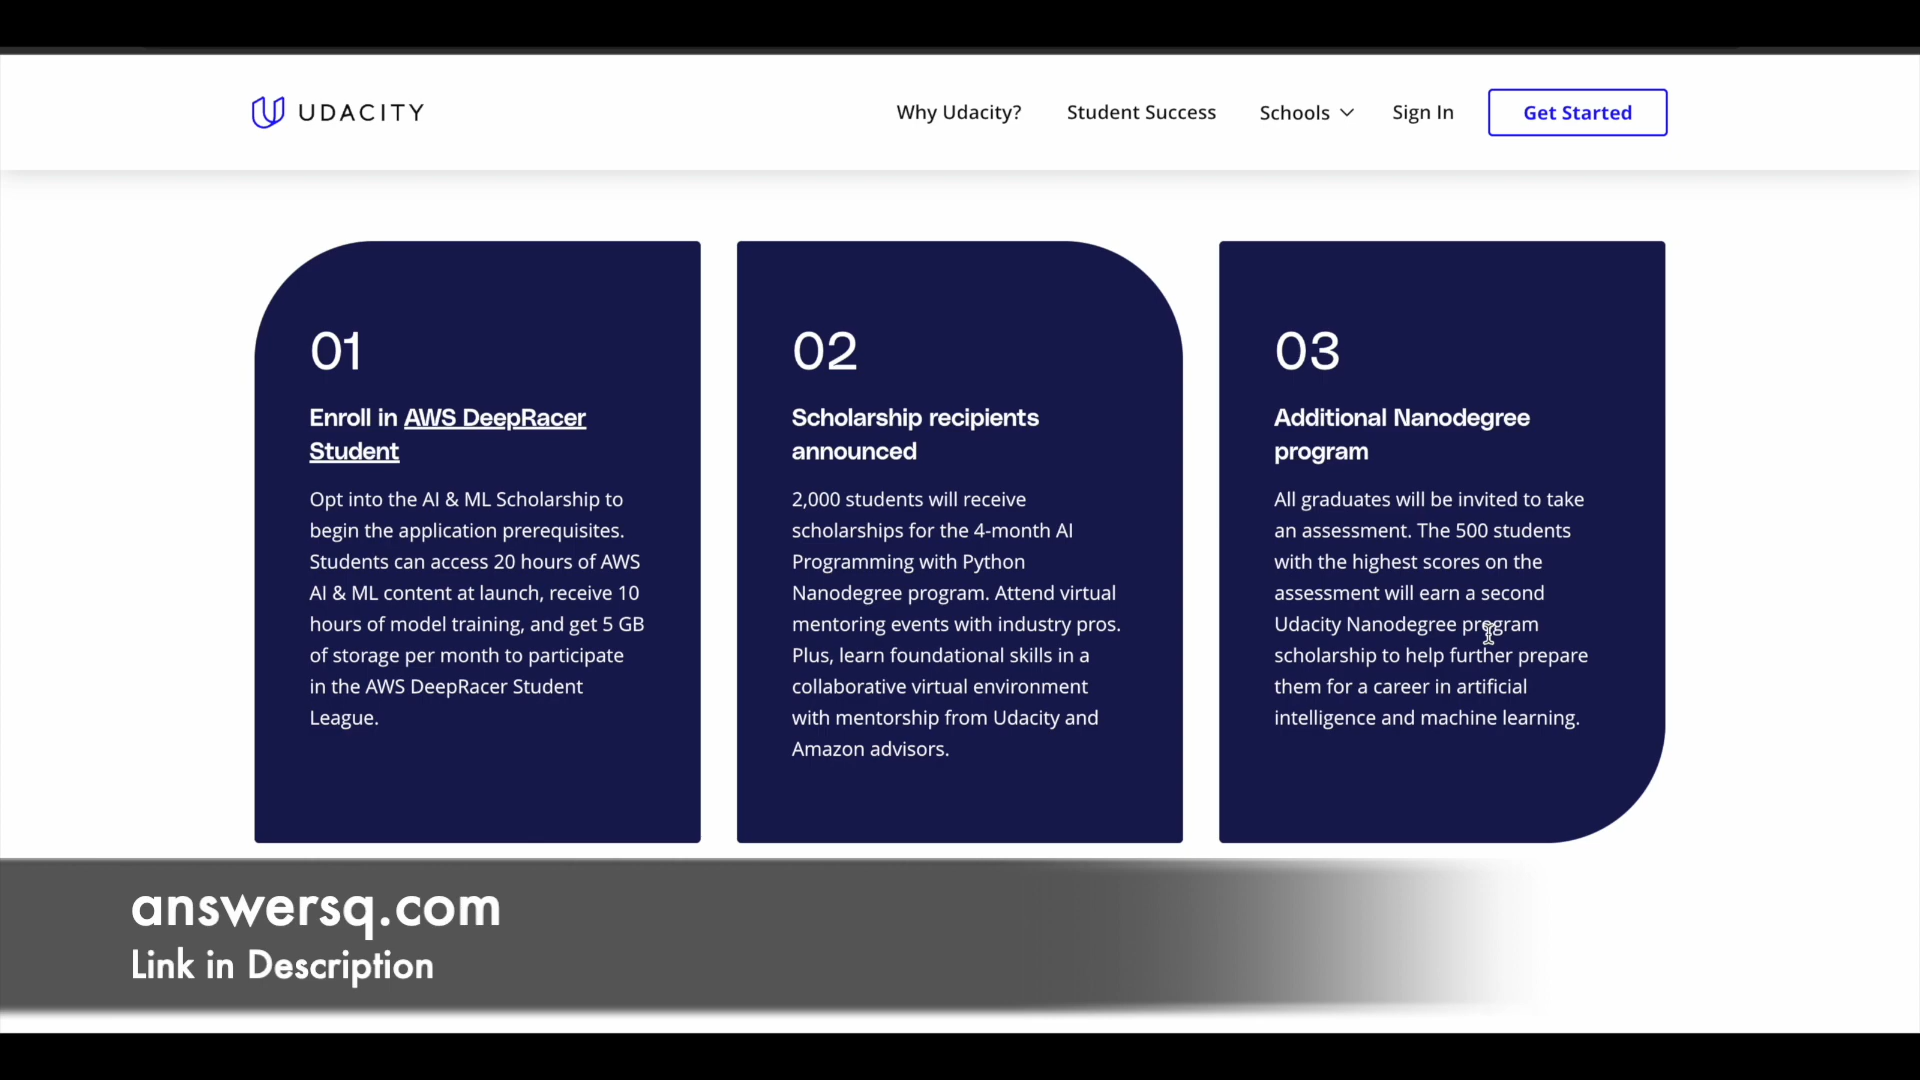 UDACITY
Why Udacity?
Student Success
Schools
Sign In
Get Started
01
Enroll in AWS DeepRacer
Student
Opt into the AI & ML Scholarship to
begin the application prerequisites.
Students can access 20 hours of AWS
AI & ML content at launch, receive 10
hours of model training, and get 5 GB
of storage per month to participate
in the AWS DeepRacer Student
League.
02
Scholarship recipients
announced
2,000 students will receive
scholarships for the 4-month AI
Programming with Python
Nanodegree program. Attend virtual
mentoring events with industry pros.
Plus, learn foundational skills in a
collaborative virtual environment
with mentorship from Udacity and
Amazon advisors.
03
Additional Nanodegree
program
All graduates will be invited to take
an assessment. The 500 students
with the highest scores on the
assessment will earn a second
Udacity Nanodegree program
scholarship to help further prepare
them for a career in artificial
intelligence and machine learning.
answersq.com
Link in Description